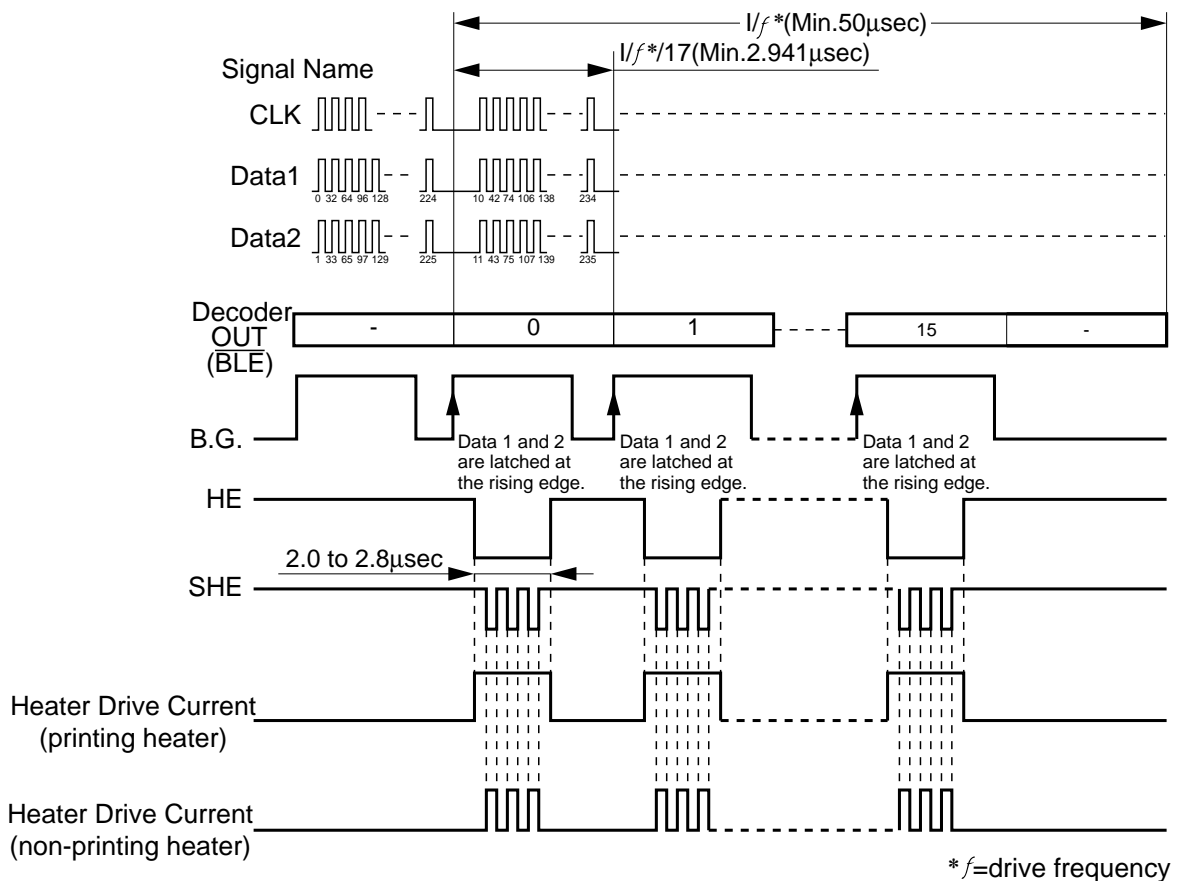 I/f*(Min.50μsec)
I/f*/17(Min.2.941μsec)
Signal Name
CLK
Data1
0 32 64 96 128 224 10 42 74 106 138 234
Data2
1 33 65 97 129 225 11 43 75 107 139 235
Decoder
OUT
(BLE)
- 0 1 15 -
B.G.
Data 1 and 2
are latched at
the rising edge.
Data 1 and 2
are latched at
the rising edge.
Data 1 and 2
are latched at
the rising edge.
HE
2.0 to 2.8μsec
SHE
Heater Drive Current
(printing heater)
Heater Drive Current
(non-printing heater)
*f=drive frequency